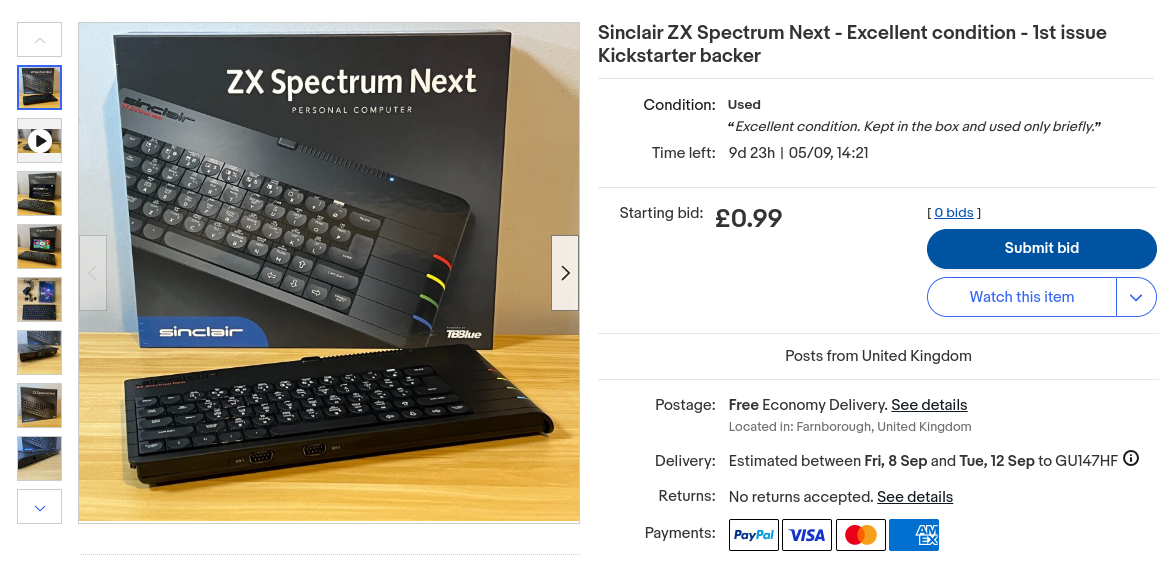 ZX Spectrum Next
PERSONAL COMPUTER
sinclair
sinclair
POWERED BY
TBBlue
Sinclair ZX Spectrum Next - Excellent condition - 1st issue
Kickstarter backer
Condition: Used
“Excellent condition. Kept in the box and used only briefly.”
Time left: 9d 23h | 05/09, 14:21
Starting bid: £0.99
[ 0 bids ]
Submit bid
Watch this item
Posts from United Kingdom
Postage: Free Economy Delivery. See details
Located in: Farnborough, United Kingdom
Delivery: Estimated between Fri, 8 Sep and Tue, 12 Sep to GU147HF
Returns: No returns accepted. See details
Payments: PayPal VISA AMEX